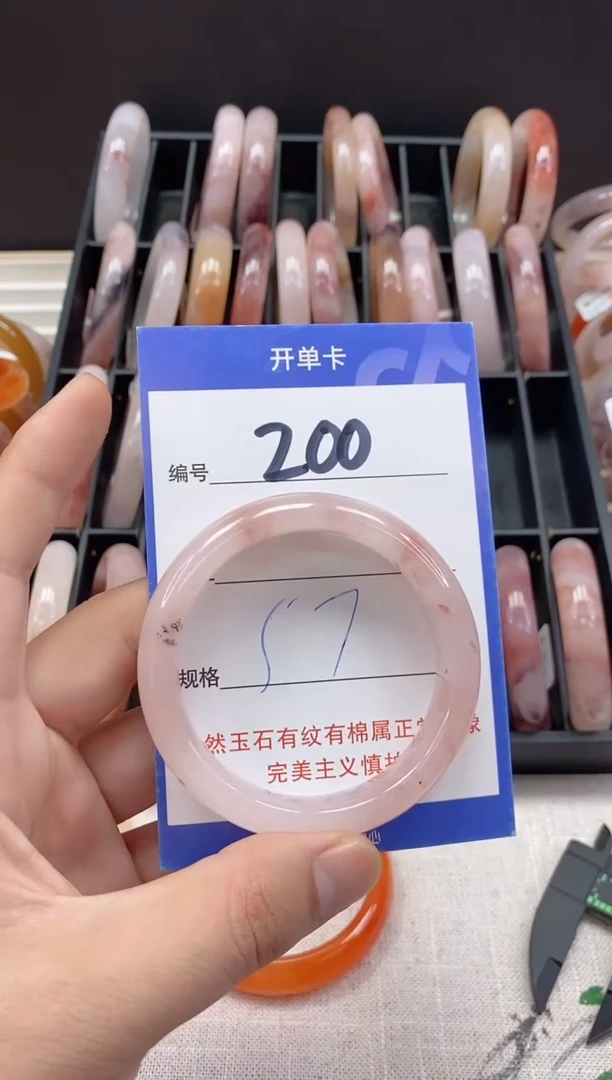 开单卡
编号 200
规格 57
然玉石有纹有棉属正
完美主义慎